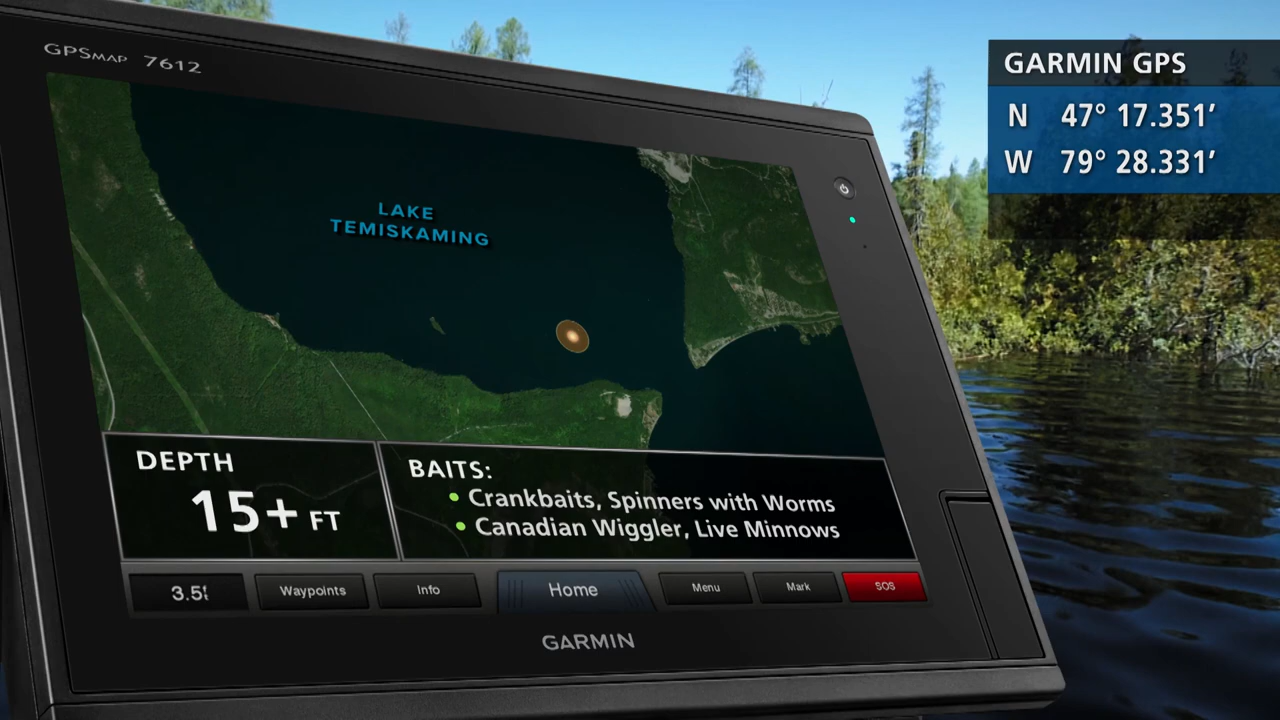 GPSMAP 7612
GARMIN GPS
N 47° 17.351’
W 79° 28.331’
LAKE
TEMISKAMING
DEPTH
15+ FT
BAITS:
• Crankbaits, Spinners with Worms
• Canadian Wiggler, Live Minnows
Waypoints
Info
Home
Menu
Mark
SOS
GARMIN